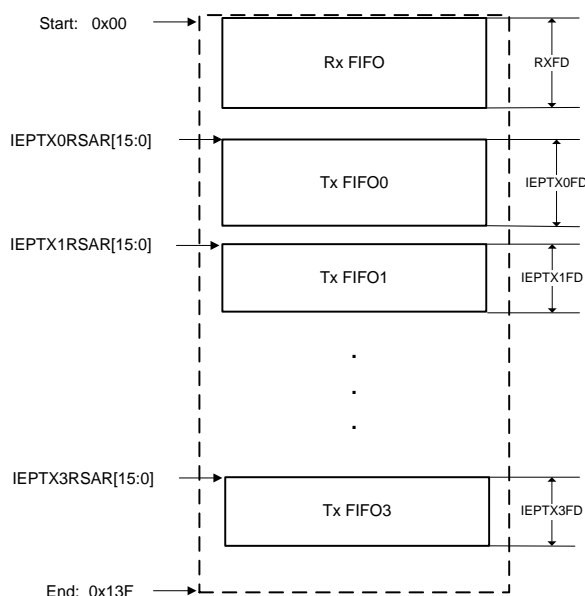 Start: 0x00
Rx FIFO
RXFD
IEPTX0RSAR[15:0]
Tx FIFO0
IEPTX0FD
IEPTX1RSAR[15:0]
Tx FIFO1
IEPTX1FD
.
.
.
IEPTX3RSAR[15:0]
Tx FIFO3
IEPTX3FD
End: 0x13F